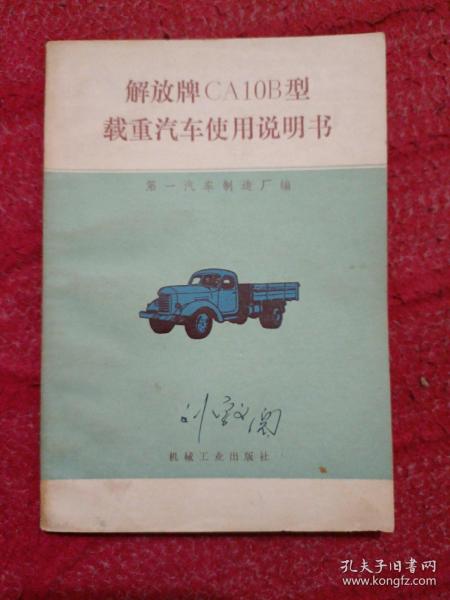 解放牌CA10B型
载重汽车使用说明书
第一汽车制造厂编
机械工业出版社
孔夫子旧书网
www.kongfz.com